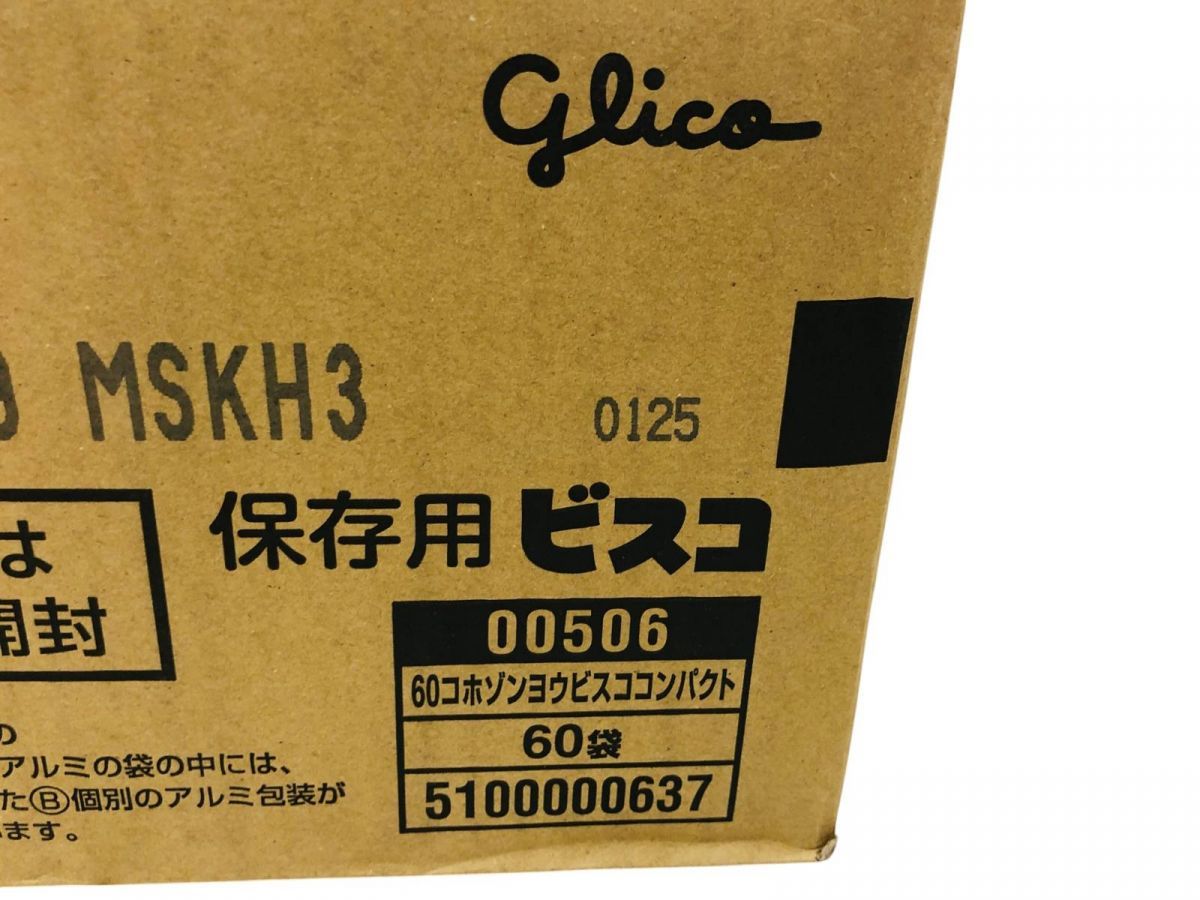 Glico
MSKH3
0125
保存用ビスコ
は
開封
00506
60コホゾンヨウビスココンパクト
60袋
5100000637
の
アルミの袋の中には、
たⒷ個別のアルミ包装が
います。